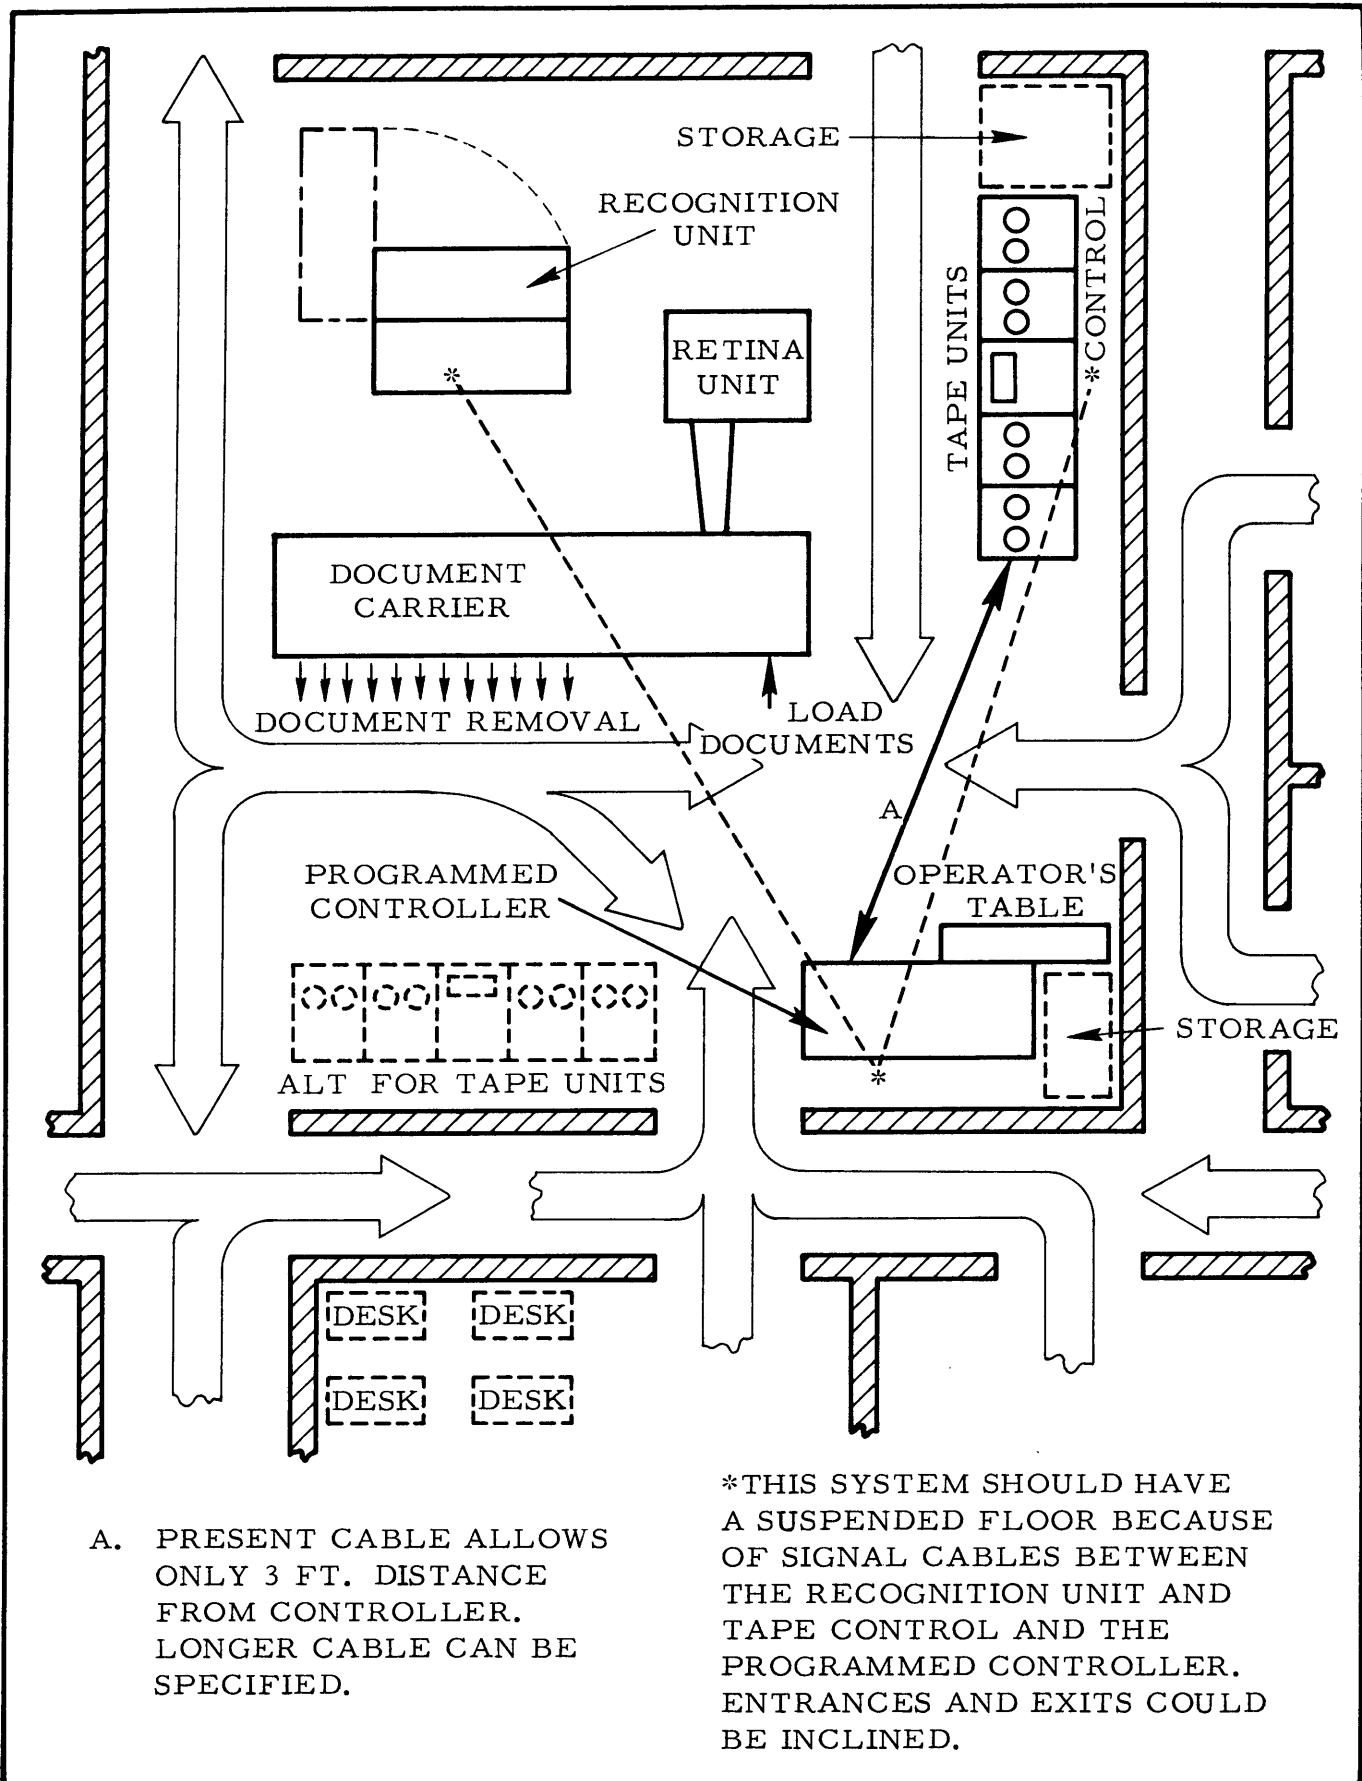 STORAGE
RECOGNITION
UNIT
RETINA
UNIT
TAPE UNITS
*CONTROL
*
DOCUMENT
CARRIER
DOCUMENT REMOVAL
LOAD
DOCUMENTS
A
PROGRAMMED
CONTROLLER
OPERATOR'S
TABLE
STORAGE
*
ALT FOR TAPE UNITS
DESK DESK
DESK DESK
A. PRESENT CABLE ALLOWS
ONLY 3 FT. DISTANCE
FROM CONTROLLER.
LONGER CABLE CAN BE
SPECIFIED.
*THIS SYSTEM SHOULD HAVE
A SUSPENDED FLOOR BECAUSE
OF SIGNAL CABLES BETWEEN
THE RECOGNITION UNIT AND
TAPE CONTROL AND THE
PROGRAMMED CONTROLLER.
ENTRANCES AND EXITS COULD
BE INCLINED.